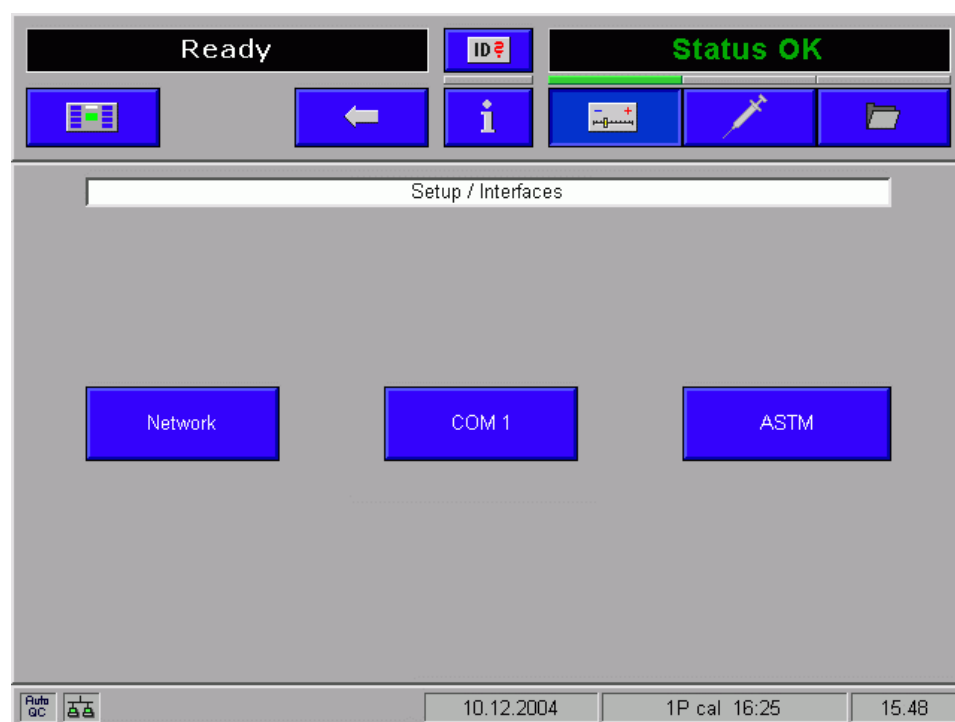 Ready
ID?
Status OK
i
- +
Setup / Interfaces
Network
COM 1
ASTM
Auto QC
10.12.2004
1P cal 16:25
15.48